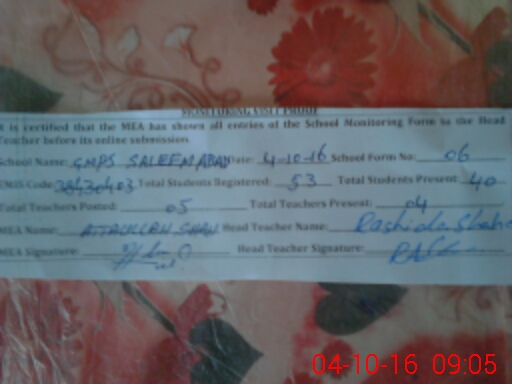 MONITORING VISIT PROOF
It is certified that the MEA has shown all entries of the School Monitoring Form to the Head
Teacher before its online submission
School Name: GMPS SALEEMABAD Date: 4-10-16 School Form No: 06
EMIS Code: 38430403 Total Students Registered: 53 Total Students Present: 40
Total Teachers Posted: 05 Total Teachers Present: 04
MEA Name: ATTAULLAH SHAH Head Teacher Name: Rashida
MEA Signature: Head Teacher Signature:
04-10-16 09:05